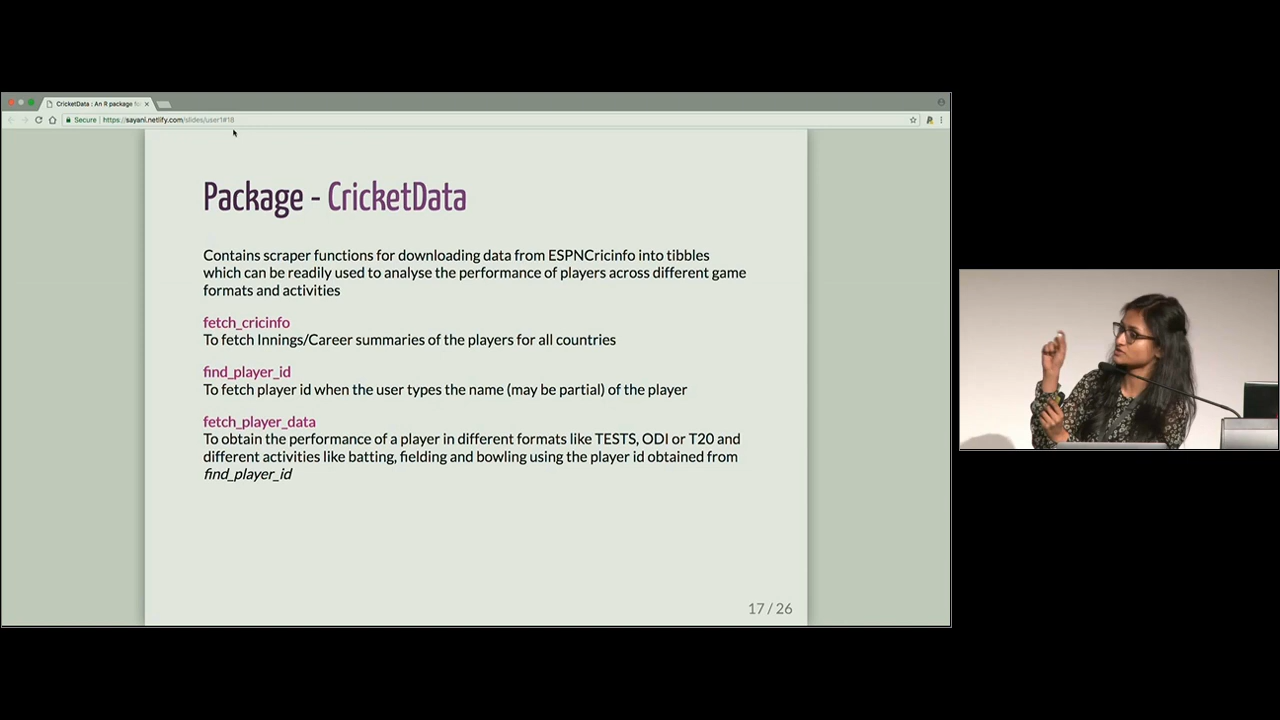 CricketData : An R package fo
Secure https://sayani.netlify.com/slides/user1#18
Package - CricketData
Contains scraper functions for downloading data from ESPNCricinfo into tibbles
which can be readily used to analyse the performance of players across different game
formats and activities
fetch_cricinfo
To fetch Innings/Career summaries of the players for all countries
find_player_id
To fetch player id when the user types the name (may be partial) of the player
fetch_player_data
To obtain the performance of a player in different formats like TESTS, ODI or T20 and
different activities like batting, fielding and bowling using the player id obtained from
find_player_id
17 / 26